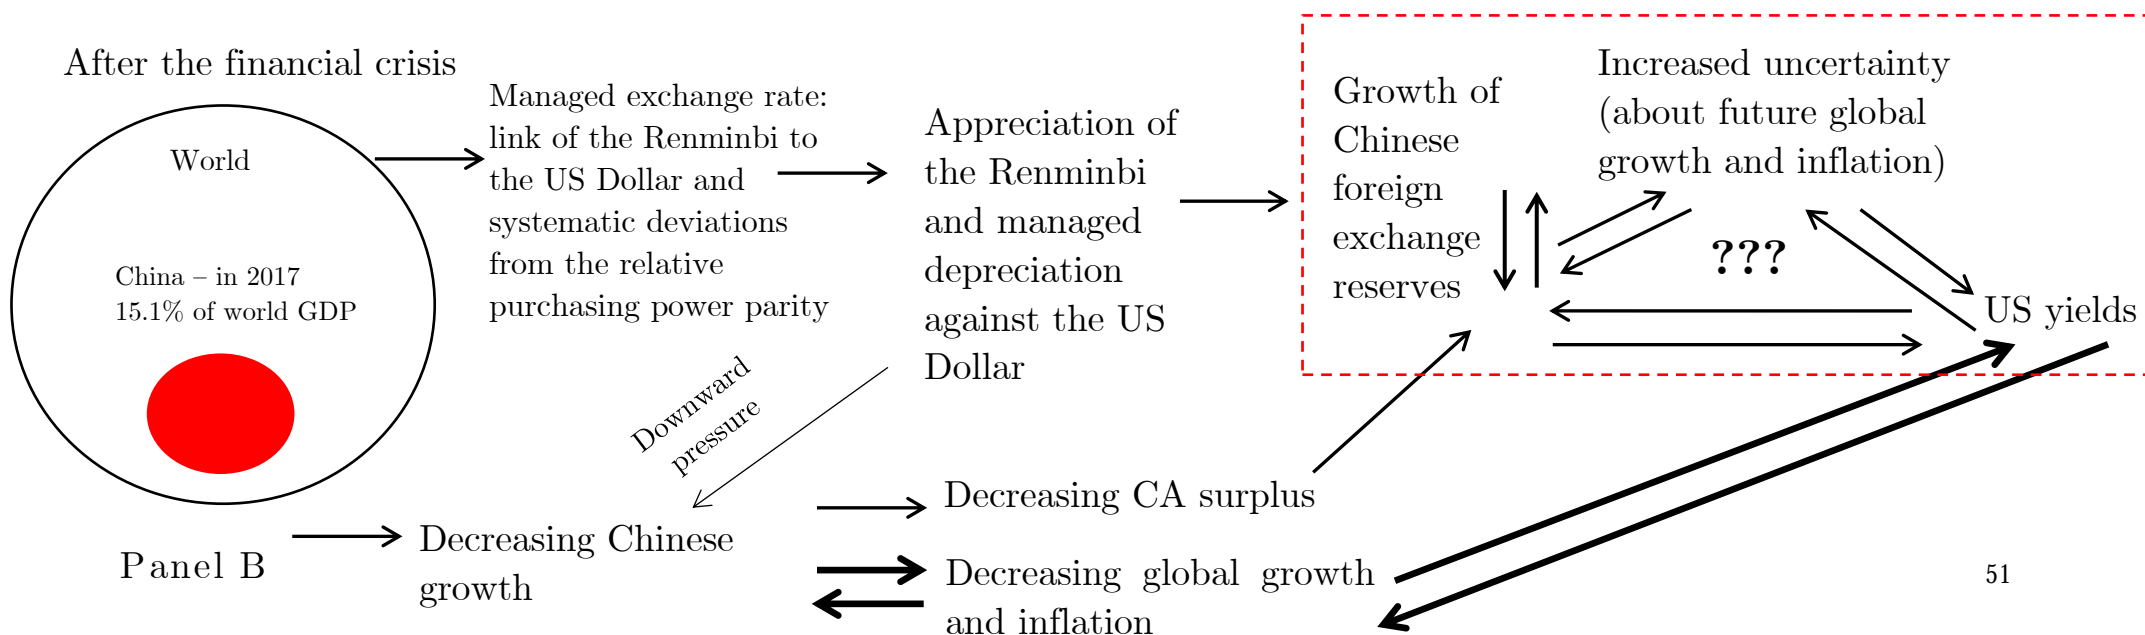 After the financial crisis
World
China – in 2017
15.1% of world GDP
Panel B
Managed exchange rate:
link of the Renminbi to
the US Dollar and
systematic deviations
from the relative
purchasing power parity
Appreciation of
the Renminbi
and managed
depreciation
against the US
Dollar
Growth of
Chinese
foreign
exchange
reserves
Increased uncertainty
(about future global
growth and inflation)
???
US yields
Downward
pressure
Decreasing Chinese
growth
Decreasing CA surplus
Decreasing global growth
and inflation
51